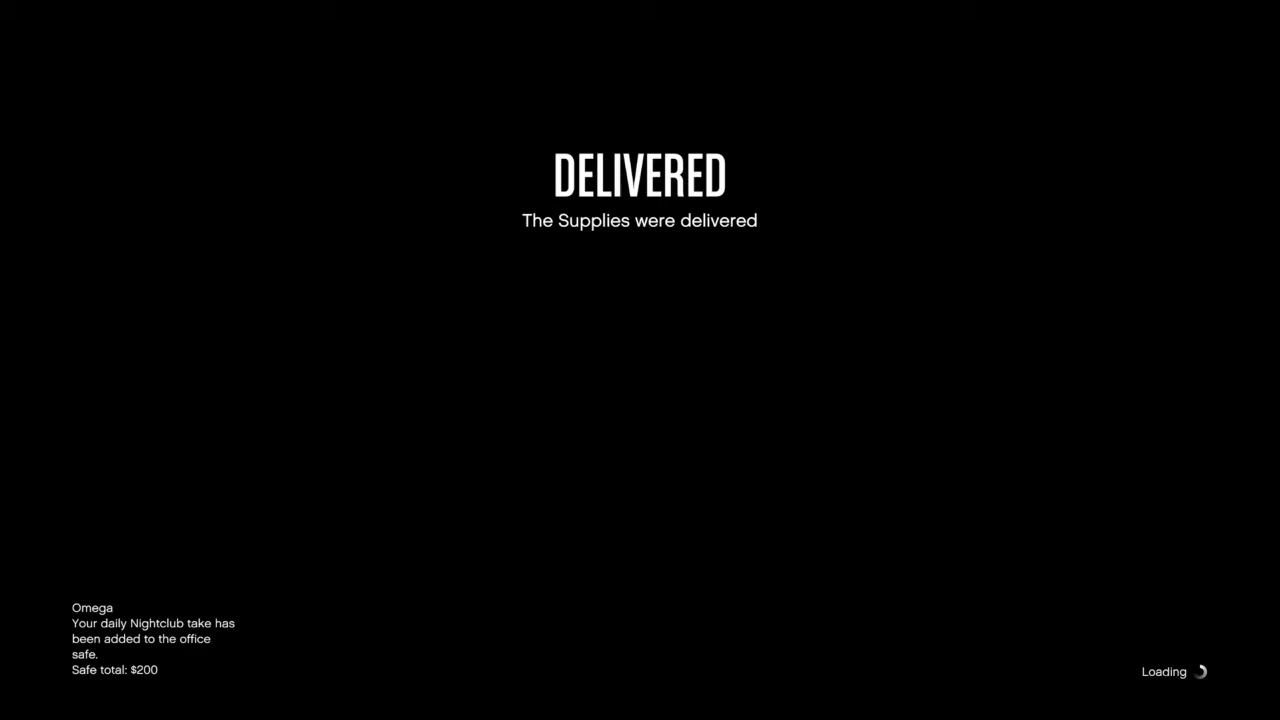 DELIVERED
The Supplies were delivered
Omega
Your daily Nightclub take has
been added to the office
safe.
Safe total: $200
Loading